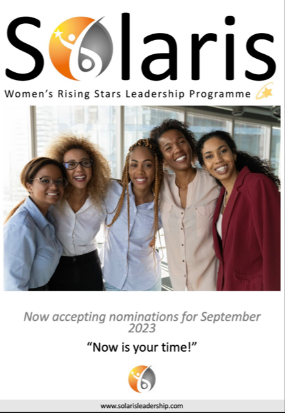 Solaris
Women's Rising Stars Leadership Programme
Now accepting nominations for September
2023
“Now is your time!”
www.solarisleadership.com